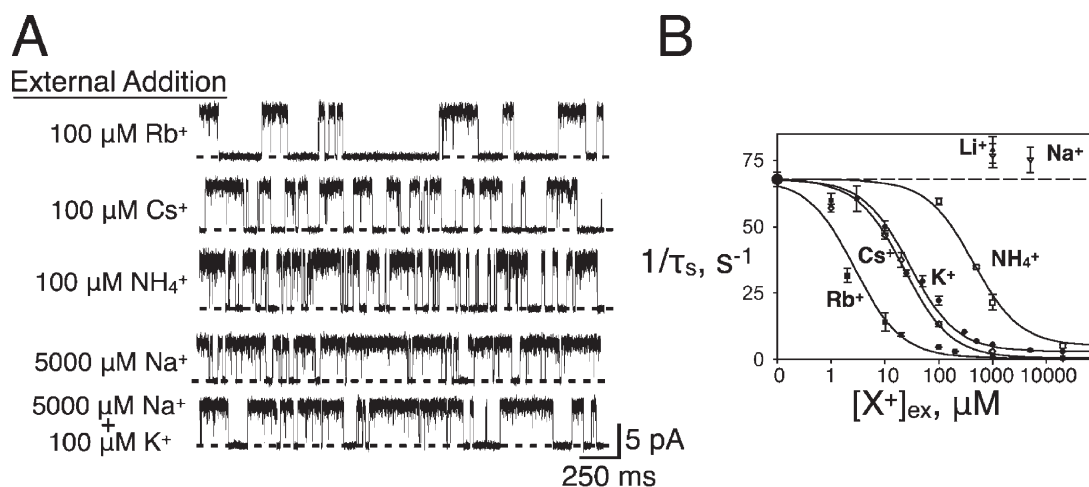 A
External Addition
100 μM Rb⁺
100 μM Cs⁺
100 μM NH₄⁺
5000 μM Na⁺
5000 μM Na⁺
+
100 μM K⁺
5 pA
250 ms
B
75
50
25
0
1/τₛ, s⁻¹
Li⁺
Na⁺
Cs⁺
K⁺
NH₄⁺
Rb⁺
0 1 10 100 1000 10000
[X⁺]ₑₓ, μM